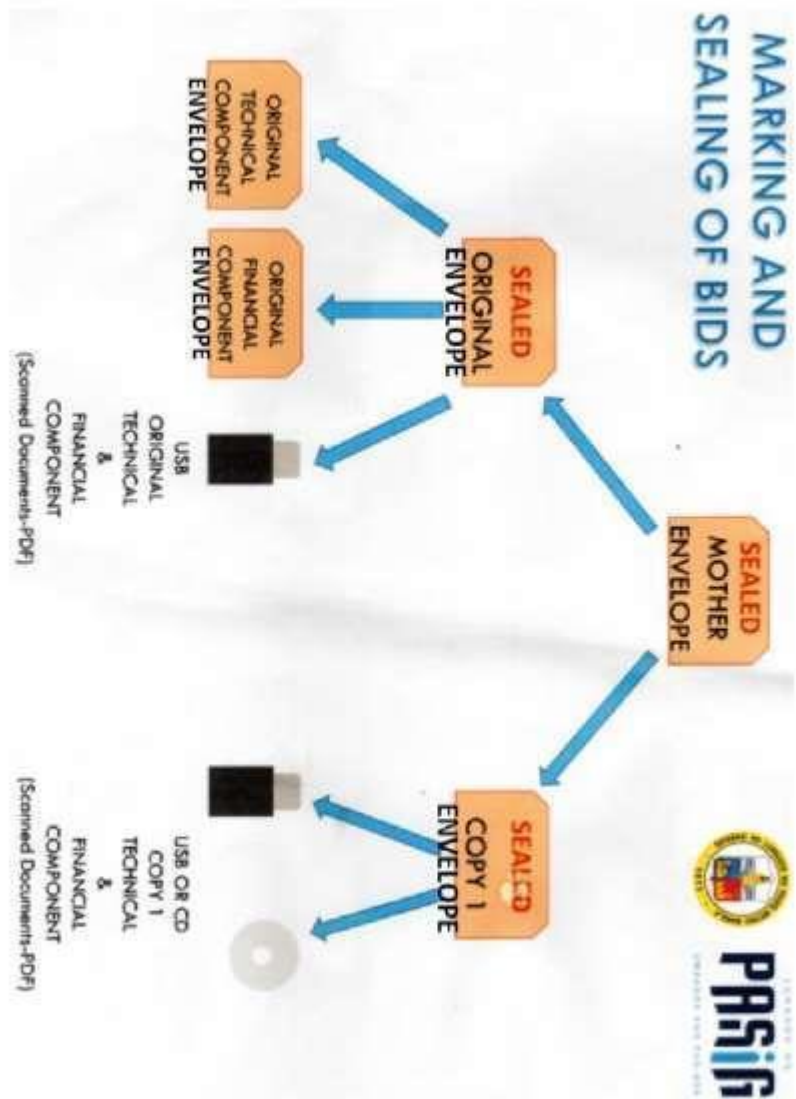 MARKING AND
SEALING OF BIDS
PASiG
SEALED
MOTHER
ENVELOPE
SEALED
ORIGINAL
ENVELOPE
SEALED
COPY 1
ENVELOPE
ORIGINAL
TECHNICAL
COMPONENT
ENVELOPE
ORIGINAL
FINANCIAL
COMPONENT
ENVELOPE
USB
ORIGINAL
TECHNICAL
&
FINANCIAL
COMPONENT
(Scanned Documents-PDF)
USB OR CD
COPY 1
TECHNICAL
&
FINANCIAL
COMPONENT
(Scanned Documents-PDF)